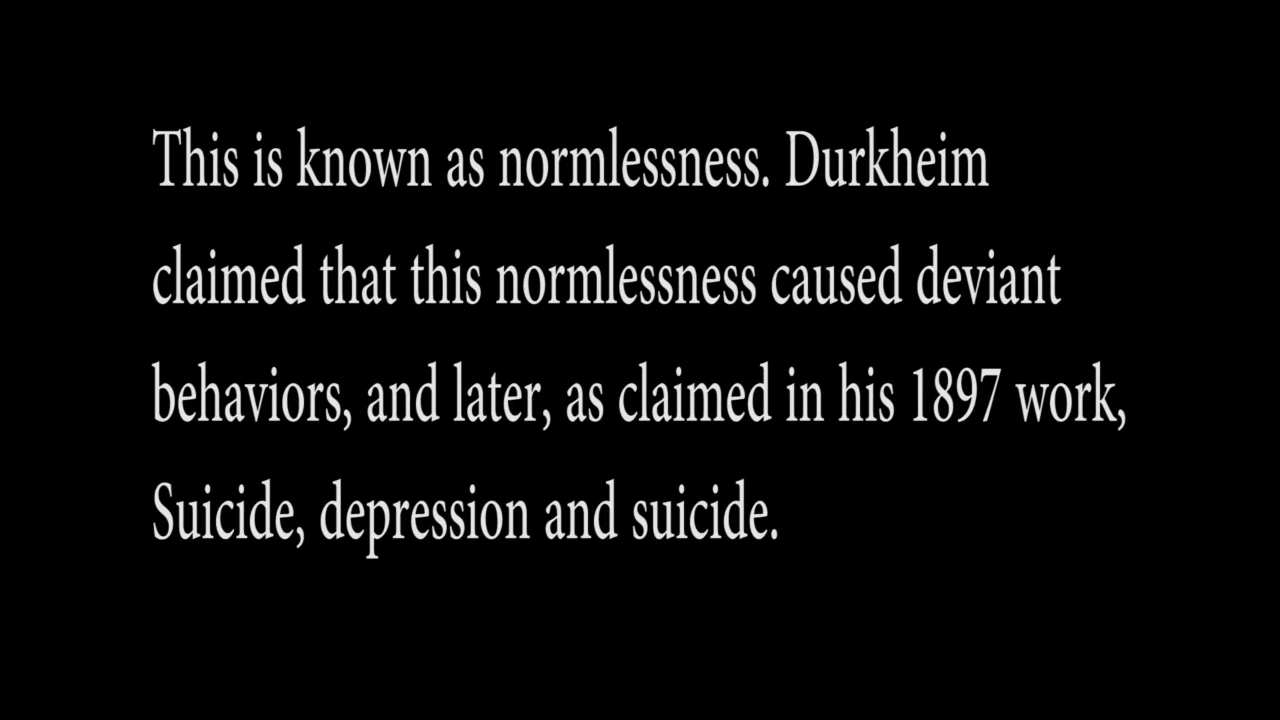 This is known as normlessness. Durkheim
claimed that this normlessness caused deviant
behaviors, and later, as claimed in his 1897 work,
Suicide, depression and suicide.